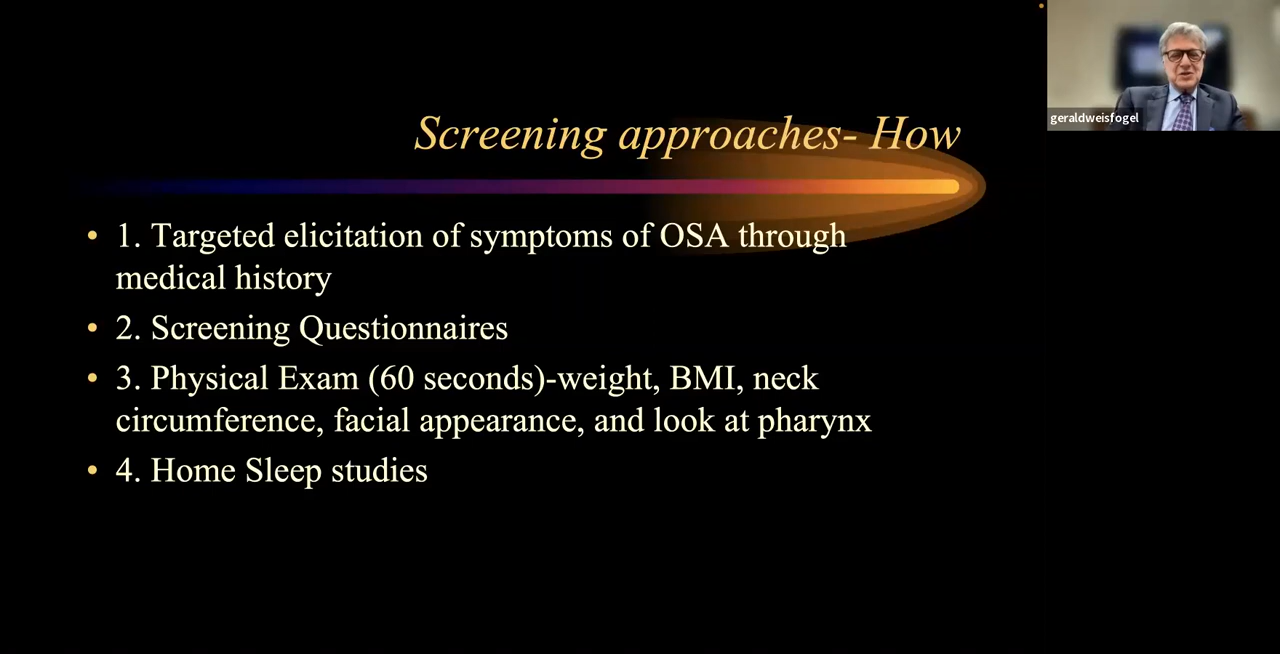 geraldweisfogel
Screening approaches- How
• 1. Targeted elicitation of symptoms of OSA through
medical history
• 2. Screening Questionnaires
• 3. Physical Exam (60 seconds)-weight, BMI, neck
circumference, facial appearance, and look at pharynx
• 4. Home Sleep studies